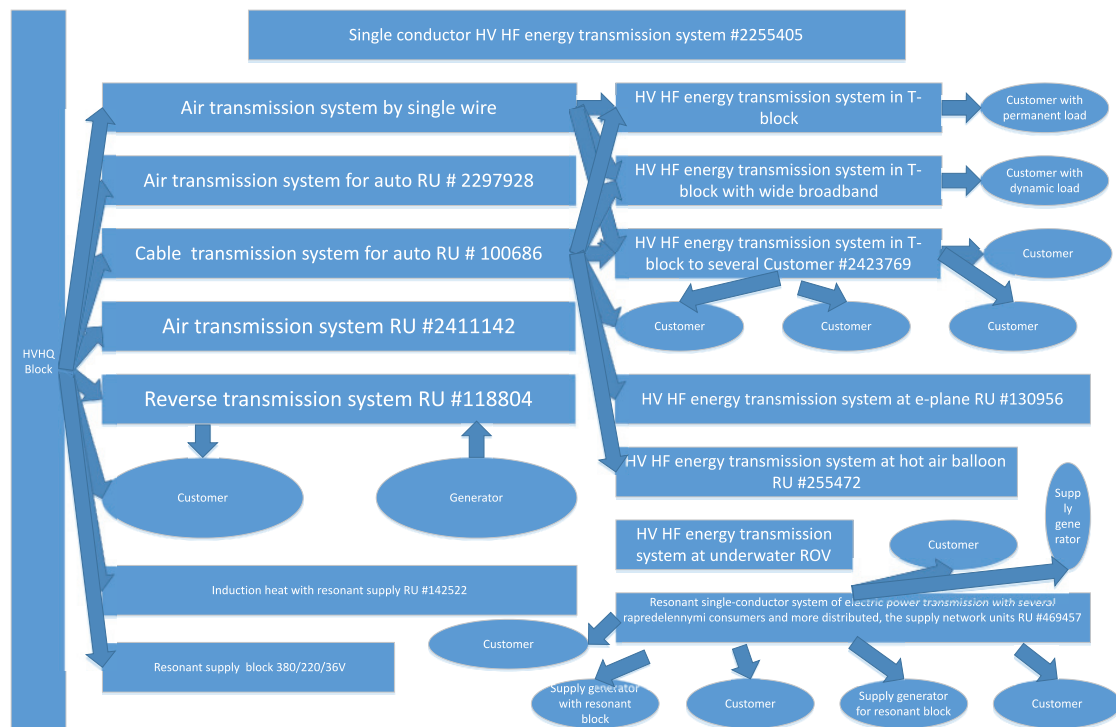 Single conductor HV HF energy transmission system #2255405
HVHQ
Block
Air transmission system by single wire
Air transmission system for auto RU # 2297928
Cable  transmission system for auto RU # 100686
Air transmission system RU #2411142
Reverse transmission system RU #118804
Customer
Generator
Induction heat with resonant supply RU #142522
Resonant supply  block 380/220/36V
HV HF energy transmission system in T-
block
Customer with
permanent load
HV HF energy transmission system in T-
block with wide broadband
Customer with
dynamic load
HV HF energy transmission system in T-
block to several Customer #2423769
Customer
Customer
Customer
Customer
HV HF energy transmission system at e-plane RU #130956
HV HF energy transmission system at hot air balloon
RU #255472
Supp
ly
gene
rator
HV HF energy transmission
system at underwater ROV
Customer
Resonant single-conductor system of electric power transmission with several
rapredelennymi consumers and more distributed, the supply network units RU #469457
Customer
Supply generator
with resonant
block
Customer
Supply generator
for resonant block
Customer